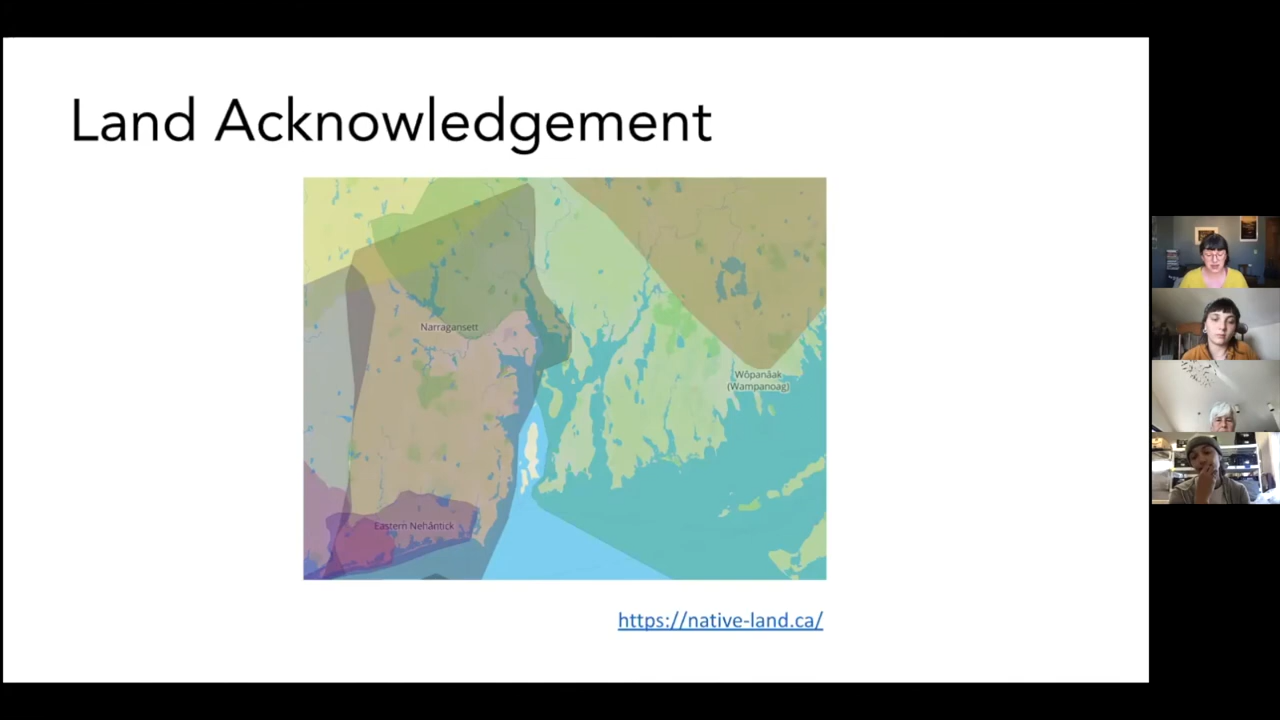 Land Acknowledgement
Narragansett
Wôpanâak
(Wampanoag)
Eastern Nehântick
https://native-land.ca/